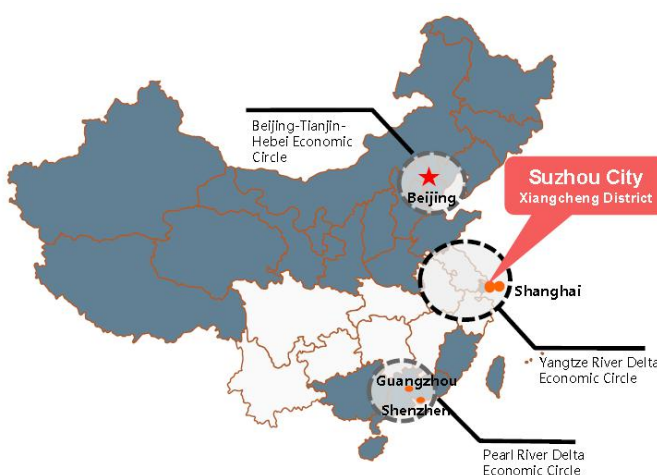 Beijing-Tianjin-
Hebei Economic
Circle
Beijing
Suzhou City
Xiangcheng District
Shanghai
Yangtze River Delta
Economic Circle
Guangzhou
Shenzhen
Pearl River Delta
Economic Circle